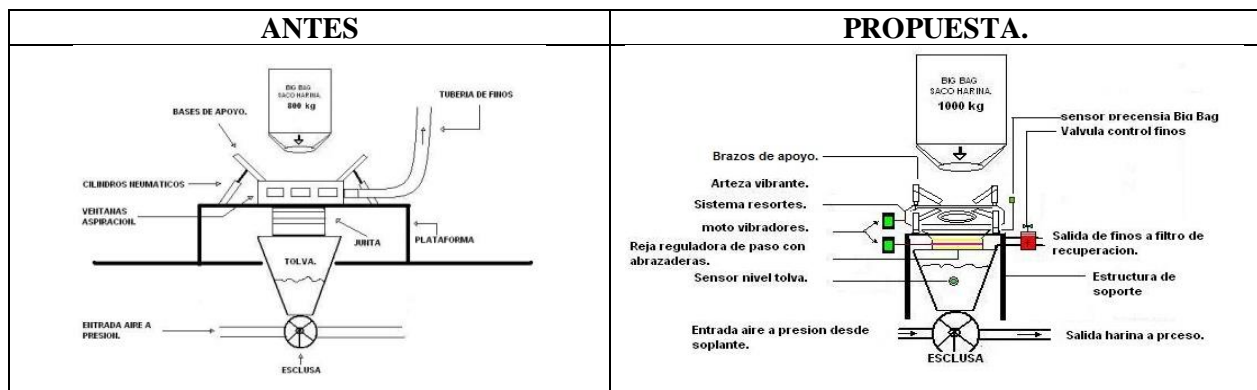 ANTES
PROPUESTA.
BIG BAG
SACO HARINA.
800 kg
TUBERIA DE FINOS
BASES DE APOYO.
CILINDROS NEUMATICOS
VENTANAS
ASPIRACION.
JUNTA
PLATAFORMA
TOLVA.
ENTRADA AIRE A
PRESION.
ESCLUSA
BIG BAG
SACO HARINA.
1000 kg
sensor precensia Big Bag
Valvula control finos
Brazos de apoyo.
Arteza vibrante.
Sistema resortes.
moto vibradores.
Reja reguladora de paso con
abrazaderas.
Sensor nivel tolva.
Salida de finos a filtro de
recuperacion.
Estructura de
soporte
Entrada aire a presion desde
soplante.
Salida harina a prceso.
ESCLUSA